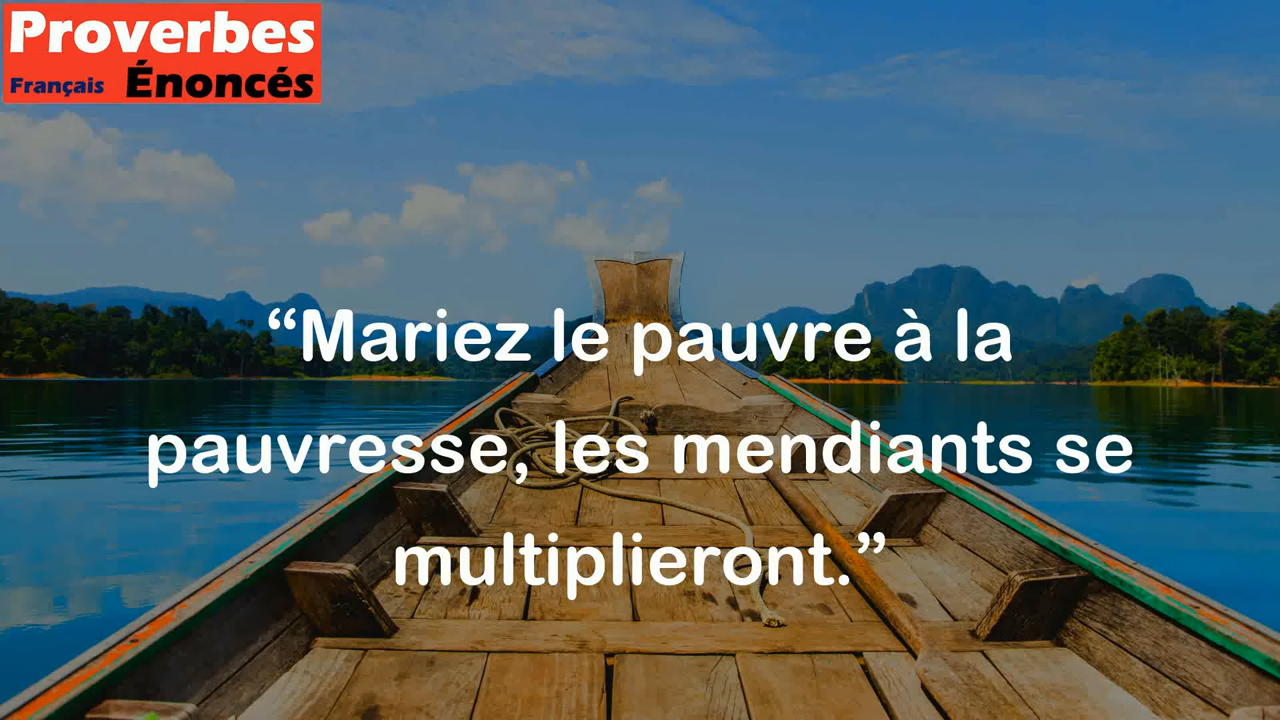 Proverbes
Français Énoncés
“Mariez le pauvre à la
pauvresse, les mendiants se
multiplieront.”